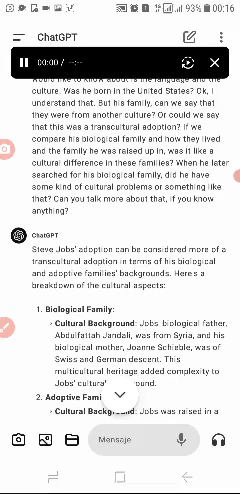 93% 00:16
ChatGPT
00:00 / --:--
would like to know about is the language and the
culture. Was he born in the United States? Ok, I
understand that. But his family, can we say that
they were from another culture? Or could we say
that this was a transcultural adoption? If we
compare his biological family and how they lived
and the family he was raised up in, was it like a
cultural difference in these families? When he later
searched for his biological family, did he have
some kind of cultural problems or something like
that? Can you talk more about that, if you know
anything?
ChatGPT
Steve Jobs' adoption can be considered more of a
transcultural adoption in terms of his biological
and adoptive families' backgrounds. Here's a
breakdown of the cultural aspects:
1. Biological Family:
Cultural Background: Jobs' biological father,
Abdulfattah Jandali, was from Syria, and his
biological mother, Joanne Schieble, was of
Swiss and German descent. This
multicultural heritage added complexity to
Jobs' cultural
2. Adoptive
Cultural Background: Jobs was raised in a
Mensaje